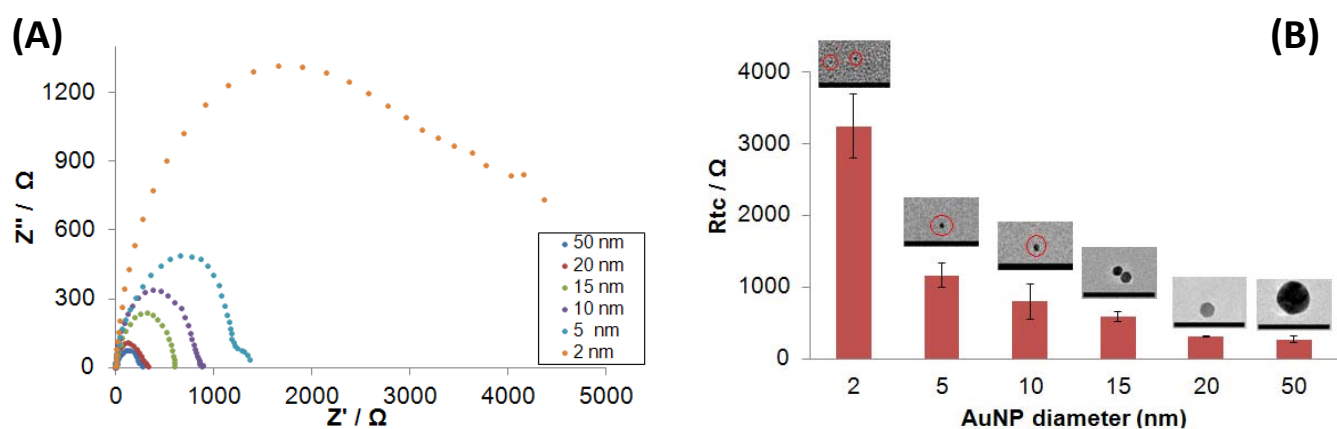 (A)
Z'' / Ω
1200
900
600
300
0
0 1000 2000 3000 4000 5000
Z' / Ω
50 nm
20 nm
15 nm
10 nm
5 nm
2 nm
(B)
Rtc / Ω
4000
3000
2000
1000
0
2 5 10 15 20 50
AuNP diameter (nm)